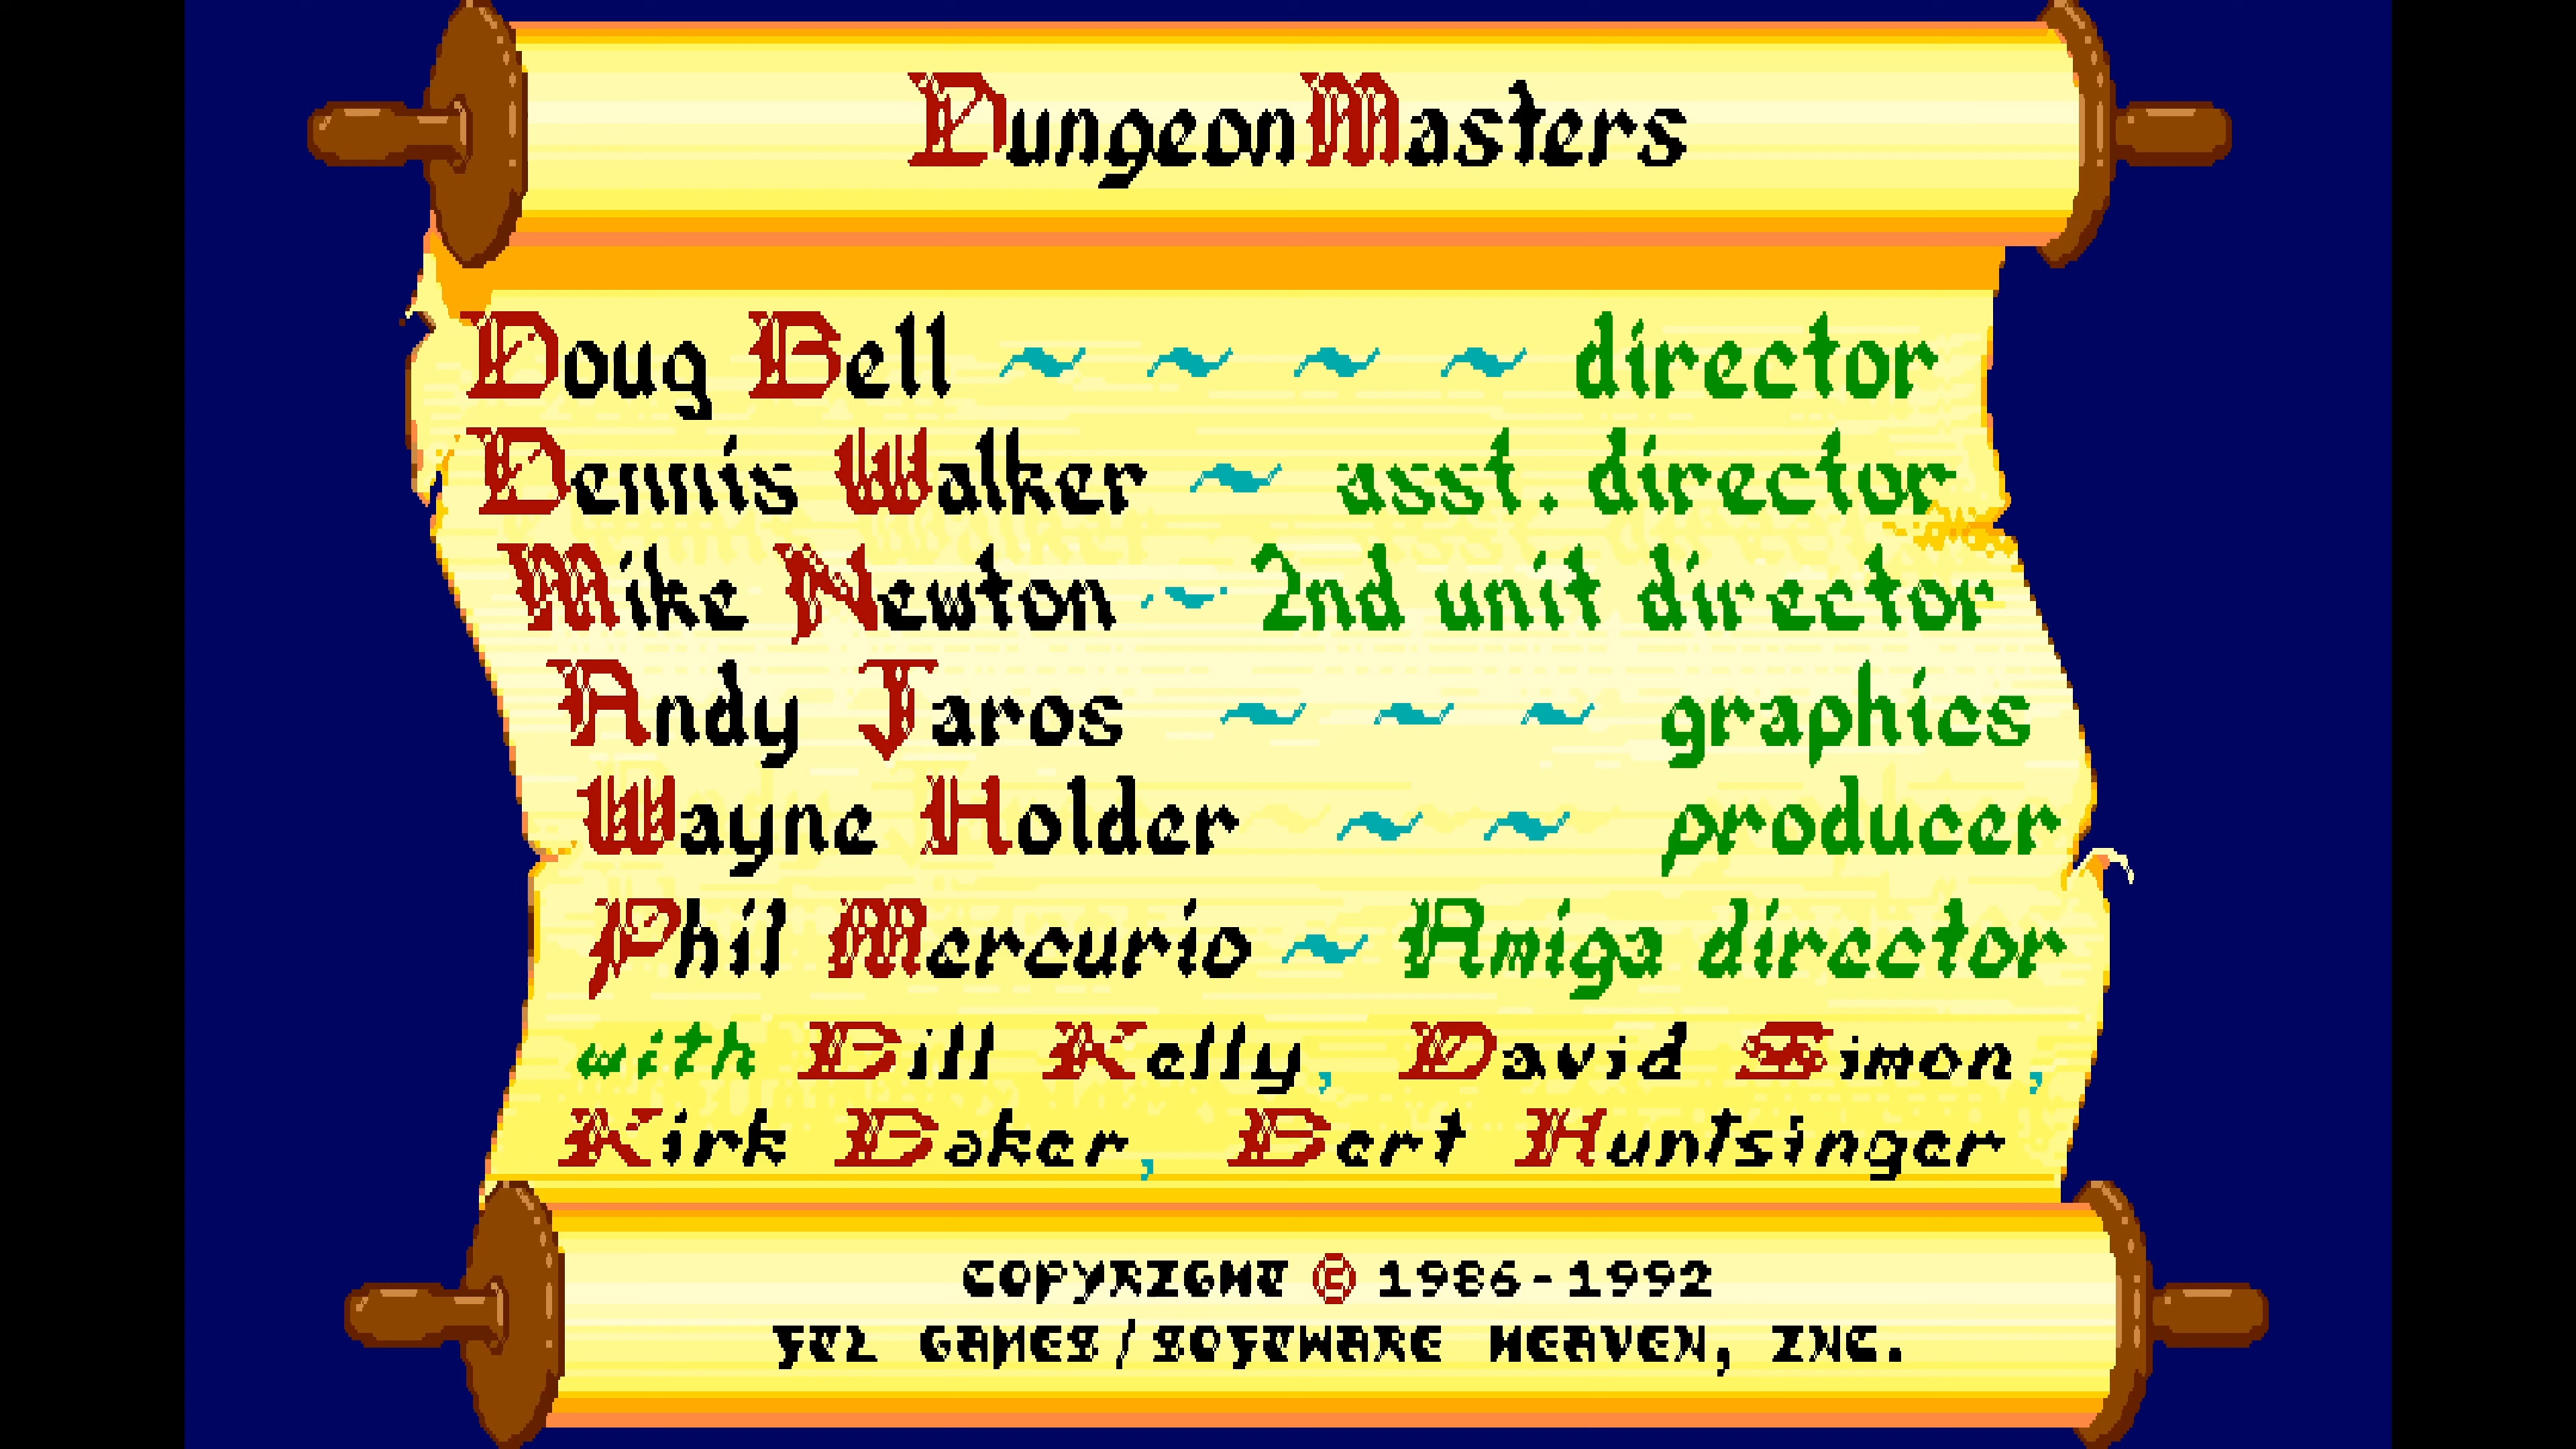 DungeonMasters
Doug Bell ~ ~ ~ ~ director
Dennis Walker ~ asst. director
Mike Newton ~ 2nd unit director
Andy Jaros ~ ~ ~ graphics
Wayne Holder ~ ~ producer
Phil Mercurio ~ Amiga director
with Bill Kelly, David Simon,
Kirk Baker, Bert Huntsinger
COPYRIGHT © 1986-1992
FTL GAMES/SOFTWARE HEAVEN, INC.